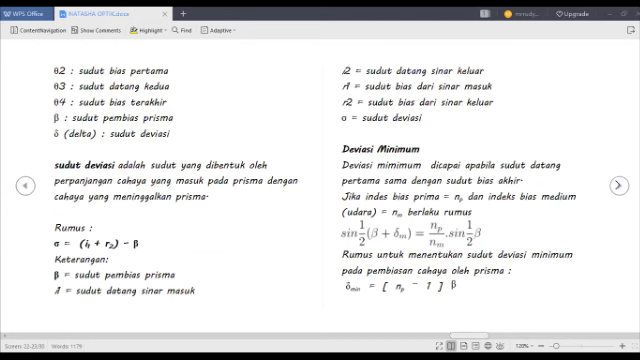 WPS Office
NATASHA OPTIK.docx
Upgrade
ContentNavigation
Show Comments
Highlight
Find
Adaptive
θ2 : sudut bias pertama
θ3 : sudut datang kedua
θ4 : sudut bias terakhir
β : sudut pembias prisma
δ (delta) : sudut deviasi
sudut deviasi adalah sudut yang dibentuk oleh
perpanjangan cahaya yang masuk pada prisma dengan
cahaya yang meninggalkan prisma.
Rumus :
σ = (i₁ + r₂) - β
Keterangan:
β = sudut pembias prisma
i1 = sudut datang sinar masuk
i2 = sudut datang sinar keluar
r1 = sudut bias dari sinar masuk
r2 = sudut bias dari sinar keluar
σ = sudut deviasi
Deviasi Minimum
Deviasi mimimum dicapai apabila sudut datang
pertama sama dengan sudut bias akhir.
Jika indes bias prima = nₚ dan indeks bias medium
(udara) = nₘ berlaku rumus
sin 1/2 (β + δₘ) = nₚ/nₘ . sin 1/2 β
Rumus untuk menentukan sudut deviasi minimum
pada pembiasan cahaya oleh prisma :
δmin = [ nₚ - 1 ] β
Words: 1179
120%